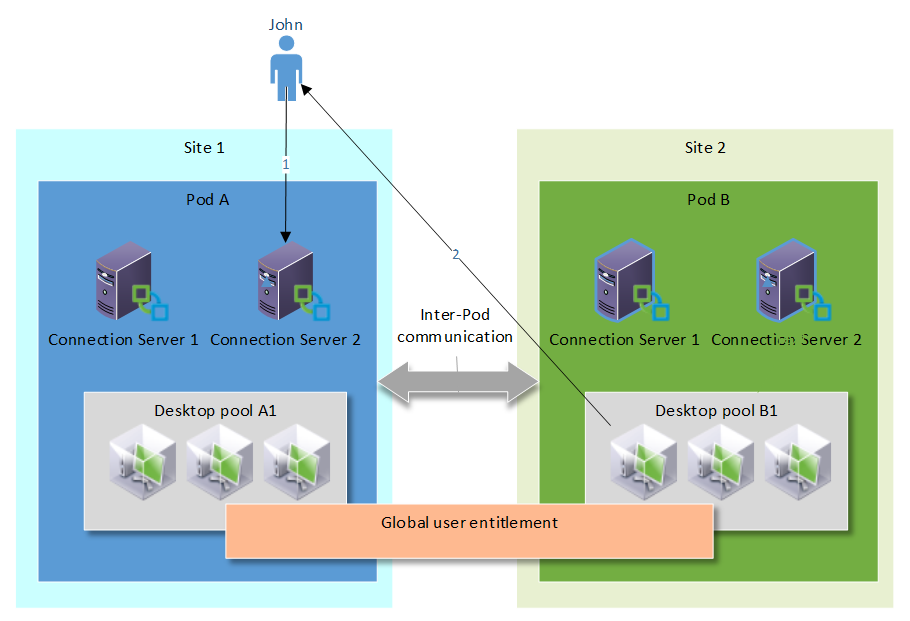 John
1
Site 1
Site 2
Pod A
Pod B
2
Inter-Pod
communication
Connection Server 1
Connection Server 2
Connection Server 1
Connection Server 2
Desktop pool A1
Desktop pool B1
Global user entitlement